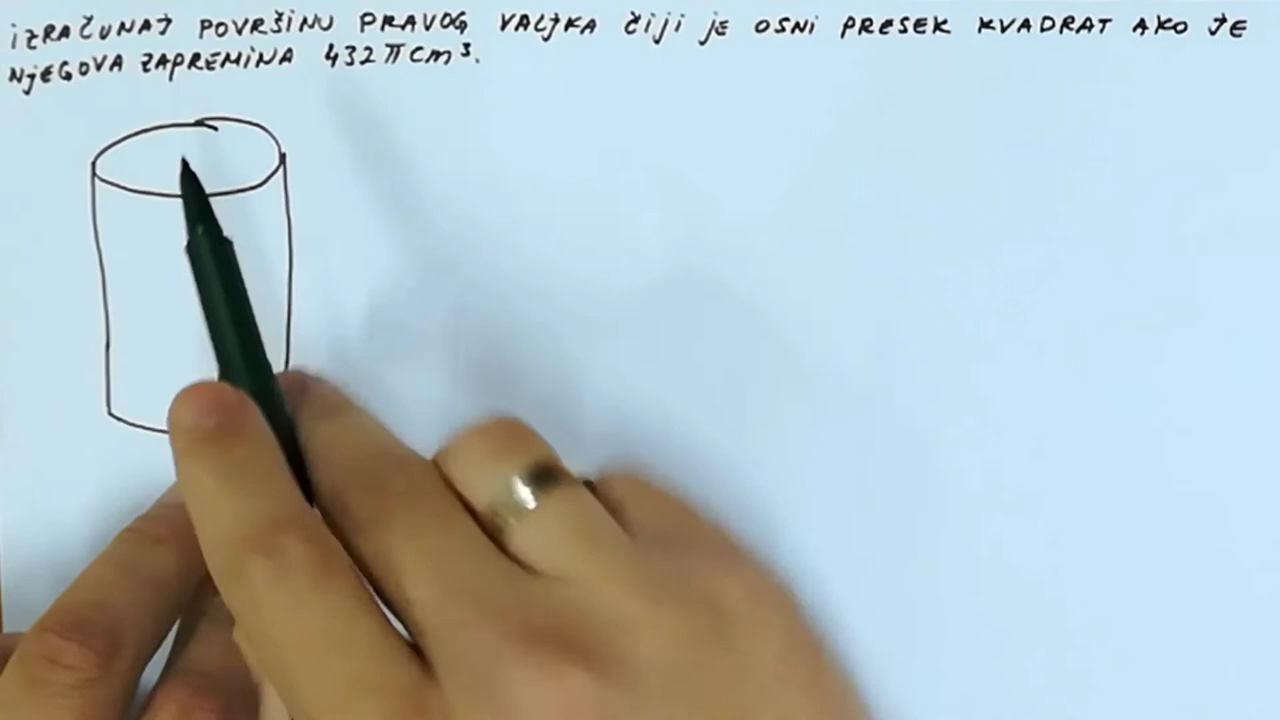 IZRAČUNAJ POVRŠINU PRAVOG VALJKA ČIJI JE OSNI PRESEK KVADRAT AKO JE
NJEGOVA ZAPREMINA 432πcm³.